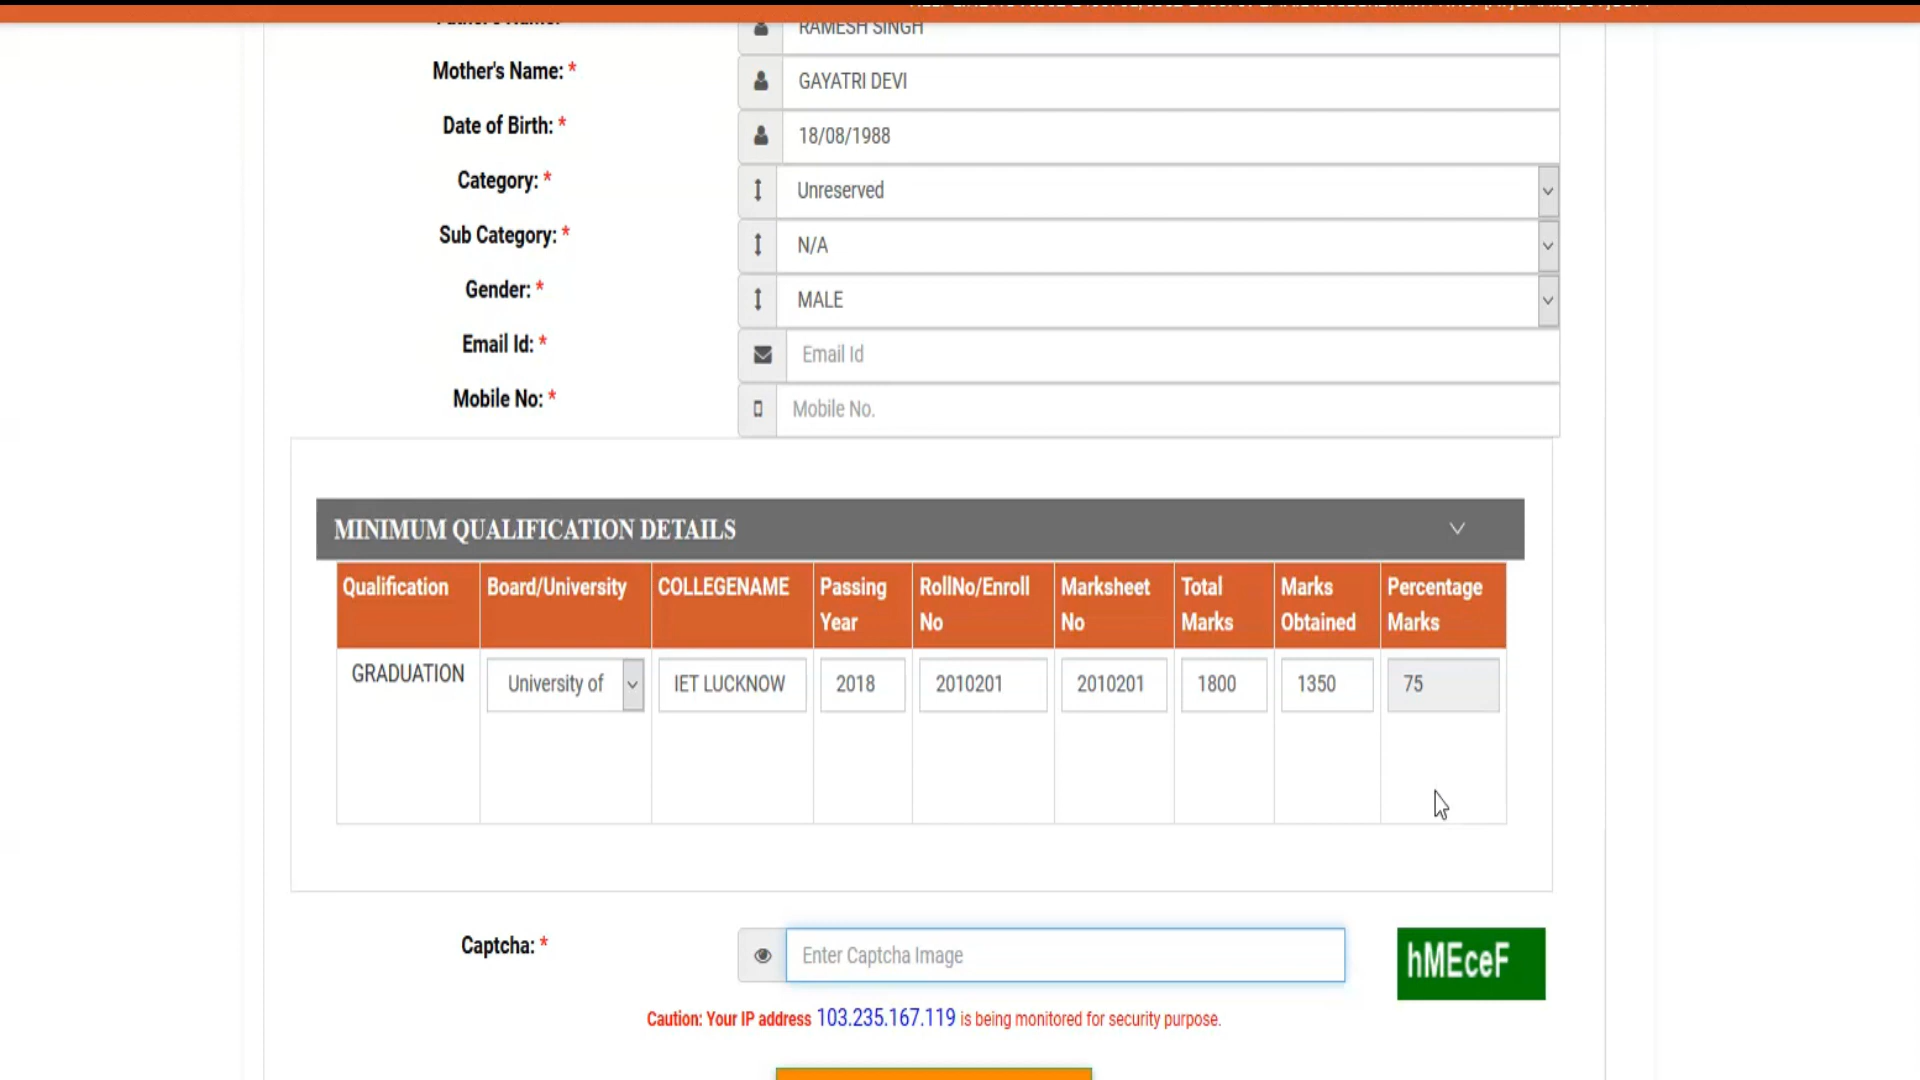 RAMESH SINGH
Mother's Name: * GAYATRI DEVI
Date of Birth: * 18/08/1988
Category: * Unreserved
Sub Category: * N/A
Gender: * MALE
Email Id: * Email Id
Mobile No: * Mobile No.
MINIMUM QUALIFICATION DETAILS
Qualification Board/University COLLEGENAME Passing Year RollNo/Enroll No Marksheet No Total Marks Marks Obtained Percentage Marks
GRADUATION University of IET LUCKNOW 2018 2010201 2010201 1800 1350 75
Captcha: * Enter Captcha Image hMEceF
Caution: Your IP address 103.235.167.119 is being monitored for security purpose.